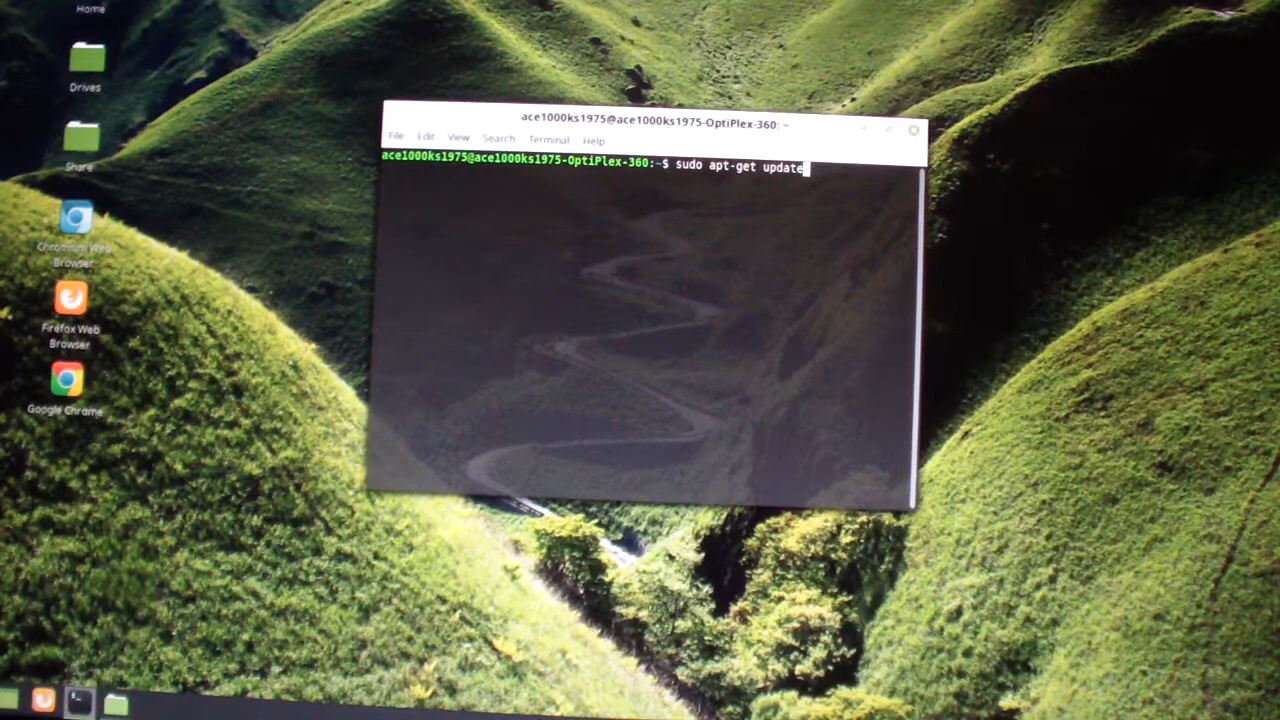 Home
Drives
Share
Chromium Web
Browser
Firefox Web
Browser
Google Chrome
ace1000ks1975@ace1000ks1975-OptiPlex-360: ~
File Edit View Search Terminal Help
ace1000ks1975@ace1000ks1975-OptiPlex-360:~$ sudo apt-get update